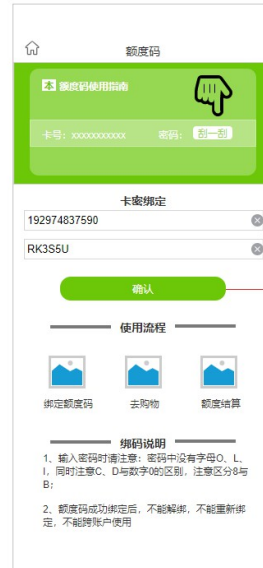 额度码
本 额度码使用指南
卡号：xxxxxxxxxxx 密码： 刮一刮
卡密绑定
192974837590
RK3S5U
确认
使用流程
绑定额度码 去购物 额度结算
绑码说明
1、输入密码时请注意：密码中没有字母O、L、
I，同时注意C、D与数字0的区别，注意区分8与
B；
2、额度码成功绑定后，不能解绑，不能重新绑
定，不能跨账户使用